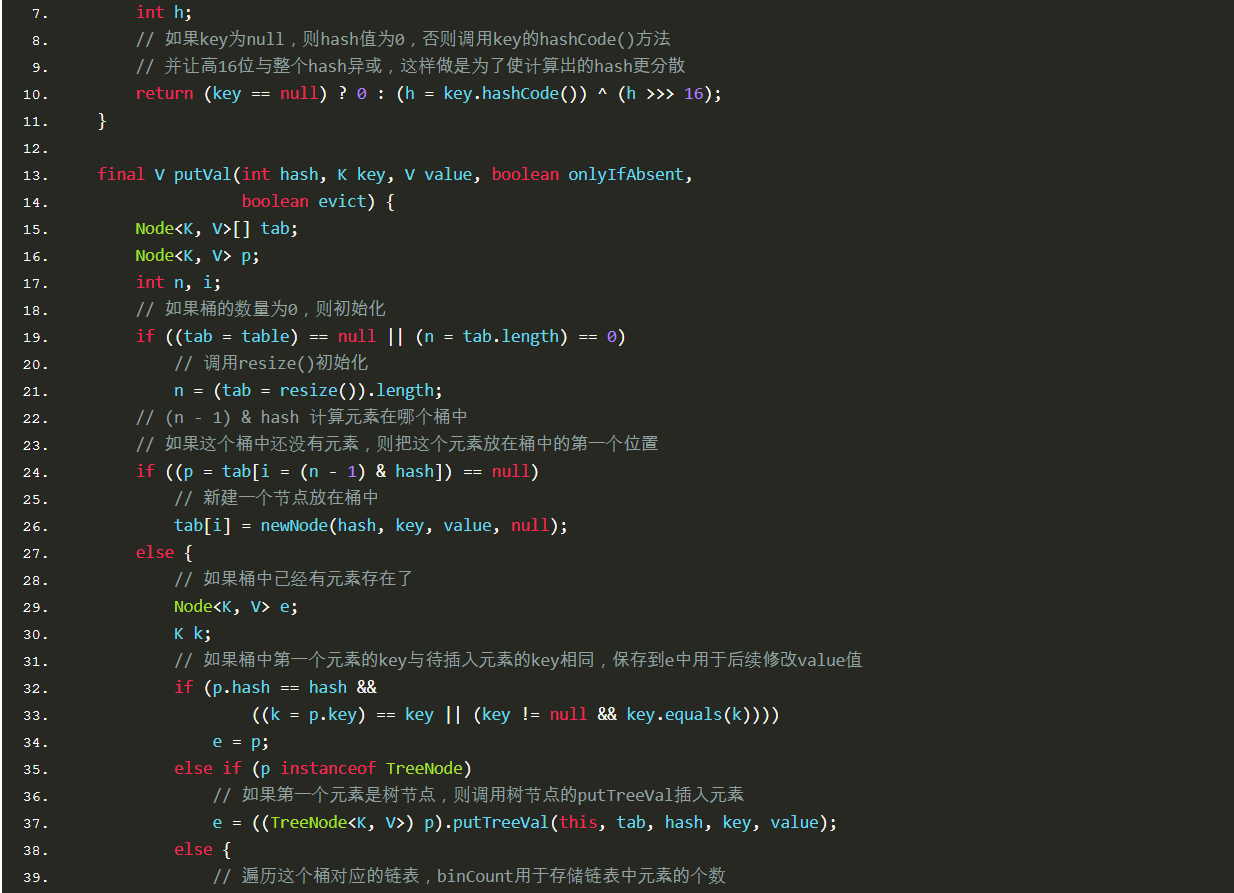 7.         int h;
8.         // 如果key为null，则hash值为0，否则调用key的hashCode()方法
9.         // 并让高16位与整个hash异或，这样做是为了使计算出的hash更分散
10.         return (key == null) ? 0 : (h = key.hashCode()) ^ (h >>> 16);
11.     }
12.
13.     final V putVal(int hash, K key, V value, boolean onlyIfAbsent,
14.                    boolean evict) {
15.         Node<K, V>[] tab;
16.         Node<K, V> p;
17.         int n, i;
18.         // 如果桶的数量为0，则初始化
19.         if ((tab = table) == null || (n = tab.length) == 0)
20.             // 调用resize()初始化
21.             n = (tab = resize()).length;
22.         // (n - 1) & hash 计算元素在哪个桶中
23.         // 如果这个桶中还没有元素，则把这个元素放在桶中的第一个位置
24.         if ((p = tab[i = (n - 1) & hash]) == null)
25.             // 新建一个节点放在桶中
26.             tab[i] = newNode(hash, key, value, null);
27.         else {
28.             // 如果桶中已经有元素存在了
29.             Node<K, V> e;
30.             K k;
31.             // 如果桶中第一个元素的key与待插入元素的key相同，保存到e中用于后续修改value值
32.             if (p.hash == hash &&
33.                     ((k = p.key) == key || (key != null && key.equals(k))))
34.                 e = p;
35.             else if (p instanceof TreeNode)
36.                 // 如果第一个元素是树节点，则调用树节点的putTreeVal插入元素
37.                 e = ((TreeNode<K, V>) p).putTreeVal(this, tab, hash, key, value);
38.             else {
39.                 // 遍历这个桶对应的链表，binCount用于存储链表中元素的个数